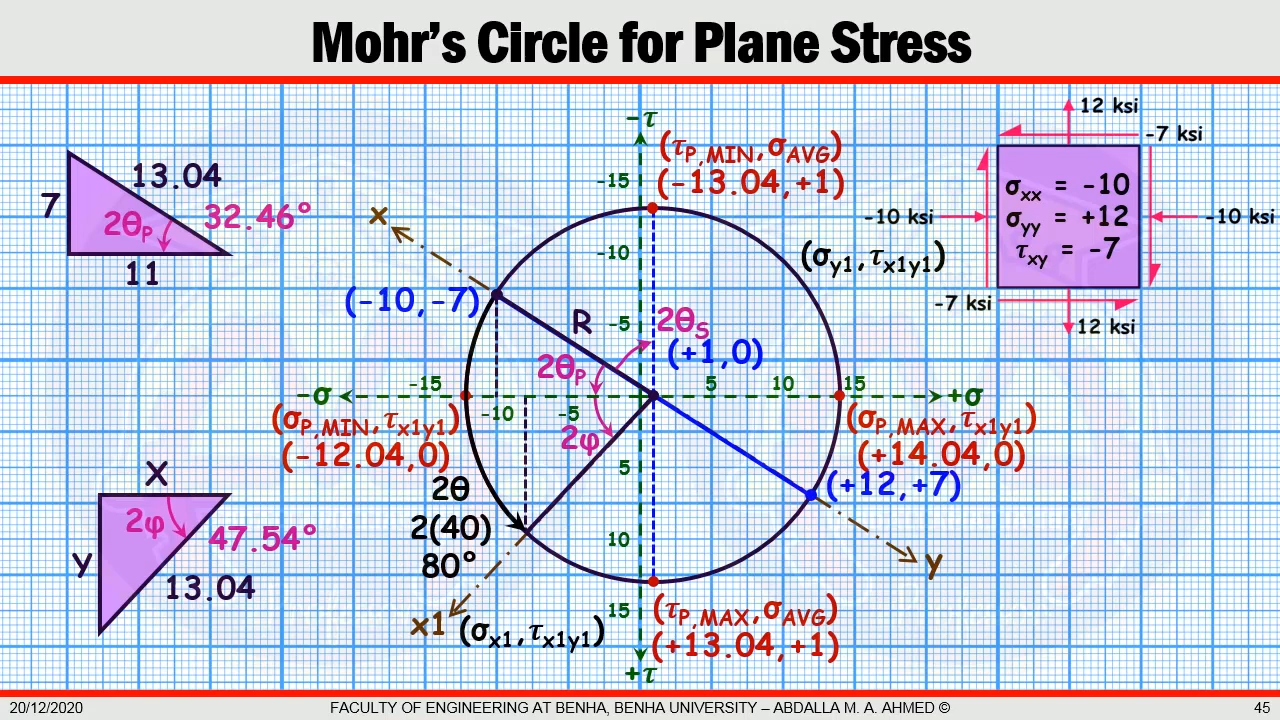 Mohr’s Circle for Plane Stress
13.04
7
2θP
32.46°
11
X
2φ
47.54°
y
13.04
-τ
(τP,MIN,σAVG)
(-13.04,+1)
-15
x
-10
(σy1,τx1y1)
(-10,-7)
R
-5
2θS
(+1,0)
2θP
-σ
-15
5
10
15
+σ
-10
-5
(σP,MIN,τx1y1)
(-12.04,0)
2φ
(σP,MAX,τx1y1)
(+14.04,0)
5
2θ
2(40)
80°
(+12,+7)
10
y
15
x1
(σx1,τx1y1)
(τP,MAX,σAVG)
(+13.04,+1)
+τ
12 ksi
-7 ksi
σxx = -10
-10 ksi
σyy = +12
-10 ksi
τxy = -7
-7 ksi
12 ksi
20/12/2020
FACULTY OF ENGINEERING AT BENHA, BENHA UNIVERSITY – ABDALLA M. A. AHMED ©
45